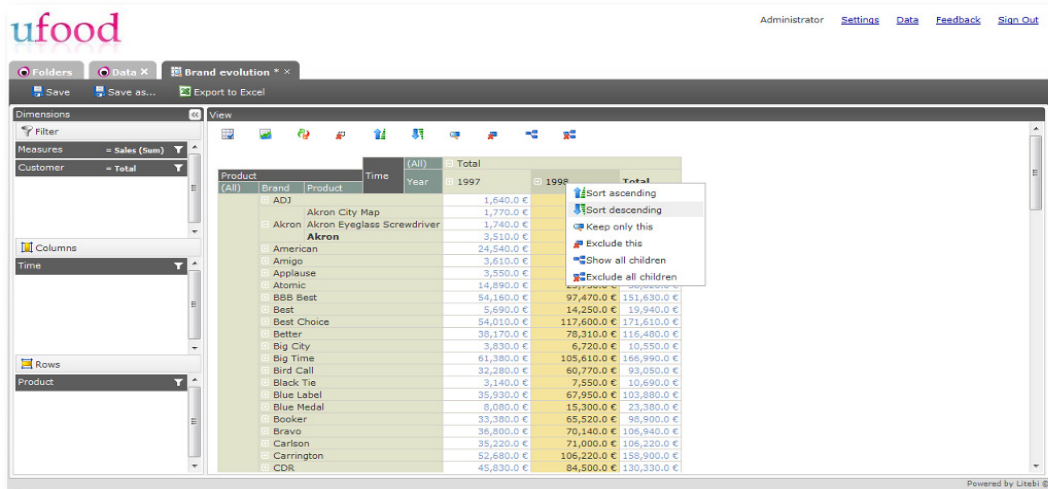 ufood
Administrator Settings Data Feedback Sign Out
Folders Data Brand evolution *
Save Save as... Export to Excel
Dimensions View
Filter
Measures = Sales (Sum)
Customer = Total
Columns
Time
Rows
Product
Time (All) Total
Product Year 1997 1998 Total
(All) Brand Product
ADJ 1,640.0 €
Akron City Map 1,770.0 €
Akron Akron Eyeglass Screwdriver 1,740.0 €
Akron 3,510.0 €
American 24,540.0 €
Amigo 3,610.0 €
Applause 3,550.0 €
Atomic 14,890.0 €
BBB Best 54,160.0 € 97,470.0 € 151,630.0 €
Best 5,690.0 € 14,250.0 € 19,940.0 €
Best Choice 54,010.0 € 117,600.0 € 171,610.0 €
Better 38,170.0 € 78,310.0 € 116,480.0 €
Big City 3,830.0 € 6,720.0 € 10,550.0 €
Big Time 61,380.0 € 105,610.0 € 166,990.0 €
Bird Call 32,280.0 € 60,770.0 € 93,050.0 €
Black Tie 3,140.0 € 7,550.0 € 10,690.0 €
Blue Label 35,930.0 € 67,950.0 € 103,880.0 €
Blue Medal 8,080.0 € 15,300.0 € 23,380.0 €
Booker 33,380.0 € 65,520.0 € 98,900.0 €
Bravo 36,800.0 € 70,140.0 € 106,940.0 €
Carlson 35,220.0 € 71,000.0 € 106,220.0 €
Carrington 52,680.0 € 106,220.0 € 158,900.0 €
CDR 45,830.0 € 84,500.0 € 130,330.0 €
Sort ascending
Sort descending
Keep only this
Exclude this
Show all children
Exclude all children
Powered by Litebi ©